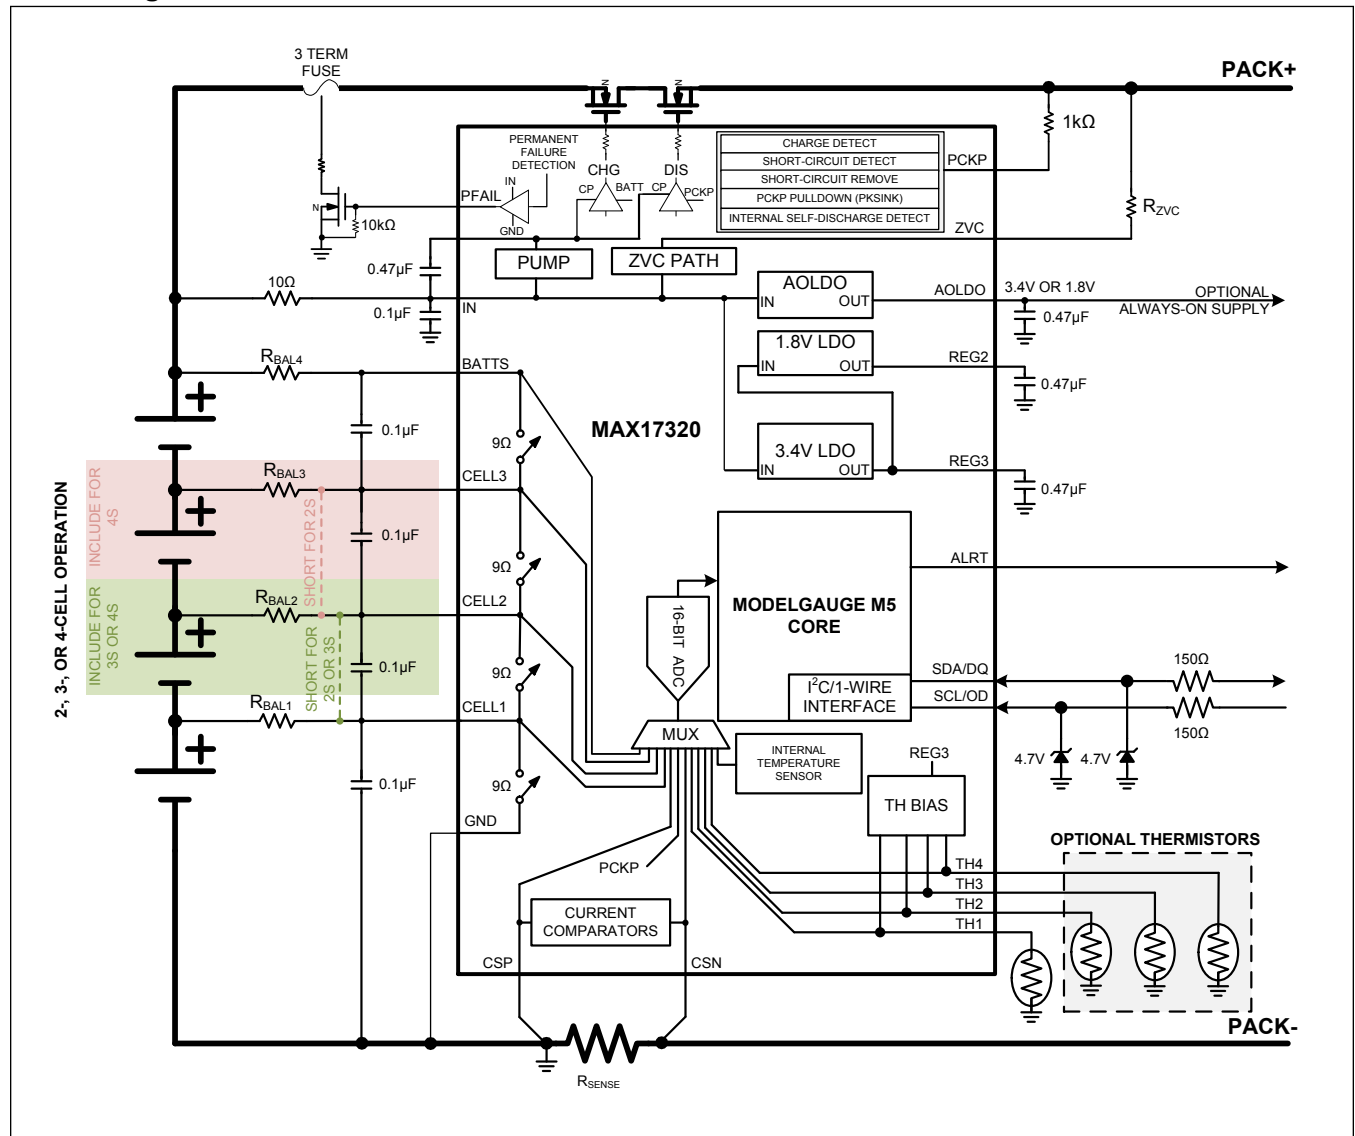 3 TERM
FUSE
PACK+
1kΩ
PERMANENT
FAILURE
DETECTION
CHG
DIS
CHARGE DETECT
SHORT-CIRCUIT DETECT
SHORT-CIRCUIT REMOVE
PCKP PULLDOWN (PKSINK)
INTERNAL SELF-DISCHARGE DETECT
PCKP
N
N
IN
CP
BATT
CP
PCKP
PFAIL
GND
N
10kΩ
RZVC
ZVC
0.47µF
PUMP
ZVC PATH
10Ω
0.1µF
IN
AOLDO
IN
OUT
AOLDO
3.4V OR 1.8V
OPTIONAL
ALWAYS-ON SUPPLY
0.47µF
1.8V LDO
IN
OUT
REG2
0.47µF
RBAL4
BATTS
0.1µF
9Ω
MAX17320
3.4V LDO
IN
OUT
REG3
0.47µF
2-, 3-, OR 4-CELL OPERATION
INCLUDE FOR
4S
RBAL3
CELL3
SHORT FOR 2S
0.1µF
9Ω
INCLUDE FOR
3S OR 4S
RBAL2
CELL2
SHORT FOR
2S OR 3S
0.1µF
9Ω
RBAL1
CELL1
0.1µF
9Ω
GND
16-BIT ADC
MODELGAUGE M5
CORE
ALRT
I2C/1-WIRE
INTERFACE
SDA/DQ
SCL/OD
150Ω
150Ω
4.7V
4.7V
MUX
INTERNAL
TEMPERATURE
SENSOR
REG3
TH BIAS
OPTIONAL THERMISTORS
TH4
TH3
TH2
TH1
PCKP
CURRENT
COMPARATORS
CSP
CSN
PACK-
RSENSE